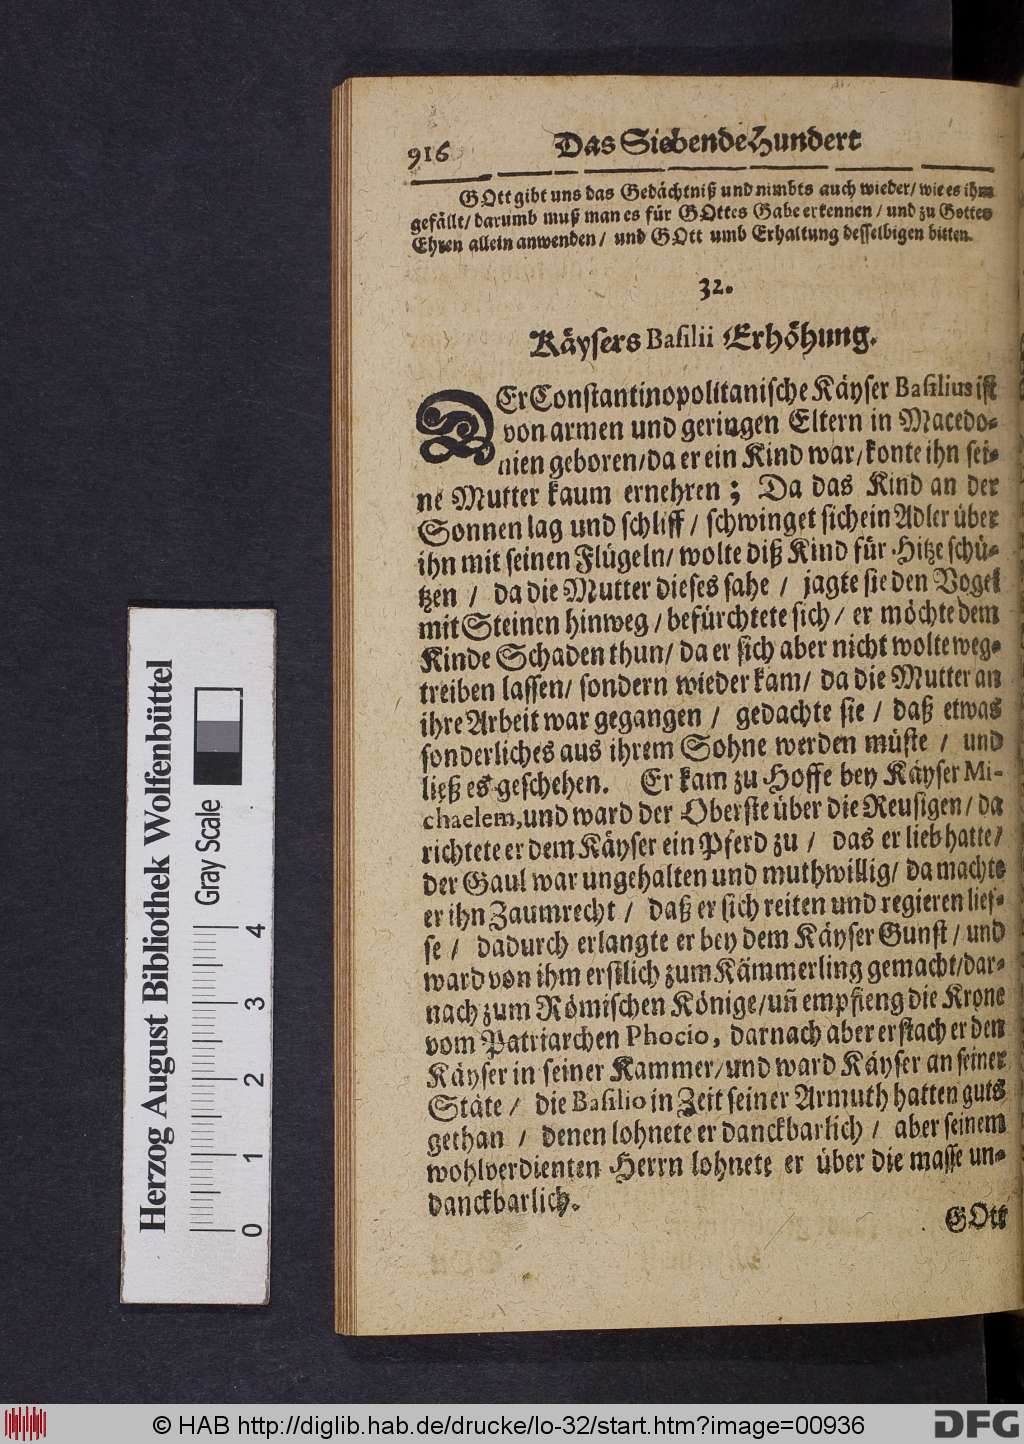 916 Das Siebende Hundert
GOtt gibt uns das Gedächtniß und nimbts auch wieder/ wie es ihm
gefällt/ darumb muß man es für GOttes Gabe erkennen/ und zu Gottes
Ehren allein anwenden/ und GOtt umb Erhaltung desselbigen bitten.
32.
Käysers Basilii Erhöhung.
DEr Constantinopolitanische Käyser Basilius ist
von armen und geringen Eltern in Macedo-
nien geboren/ da er ein Kind war/ konte ihn sei-
ne Mutter kaum ernehren; Da das Kind an der
Sonnen lag und schlieff/ schwinget sich ein Adler über
ihn mit seinen Flügeln/ wolte diß Kind für Hitze schü-
tzen/ da die Mutter dieses sahe/ jagte sie den Vogel
mit Steinen hinweg/ befürchtete sich/ er möchte dem
Kinde Schaden thun/ da er sich aber nicht wolte weg-
treiben lassen/ sondern wieder kam/ da die Mutter an
ihre Arbeit war gegangen/ gedachte sie/ daß etwas
sonderliches aus ihrem Sohne werden müste/ und
ließ es geschehen. Er kam zu Hoffe bey Käyser Mi-
chaelem, und ward der Oberste über die Reusigen/ da
richtete er dem Käyser ein Pferd zu/ das er lieb hatte/
der Gaul war ungehalten und muthwillig/ da machte
er ihn Zaumrecht/ daß er sich reiten und regieren lies-
se/ dadurch erlangte er bey dem Käyser Gunst/ und
ward von ihm erstlich zum Kämmerling gemacht/ dar-
nach zum Römischen Könige/ uñ empfieng die Krone
vom Patriarchen Phocio, darnach aber erstach er den
Käyser in seiner Kammer/ und ward Käyser an seiner
Stäte/ die Basilio in Zeit seiner Armuth hatten guts
gethan/ denen lohnete er danckbarlich/ aber seinem
wohlverdienten Herrn lohnete er über die masse un-
danckbarlich.
GOtt
Herzog August Bibliothek Wolfenbüttel
Gray Scale
0 1 2 3 4
© HAB http://diglib.hab.de/drucke/lo-32/start.htm?image=00936
DFG